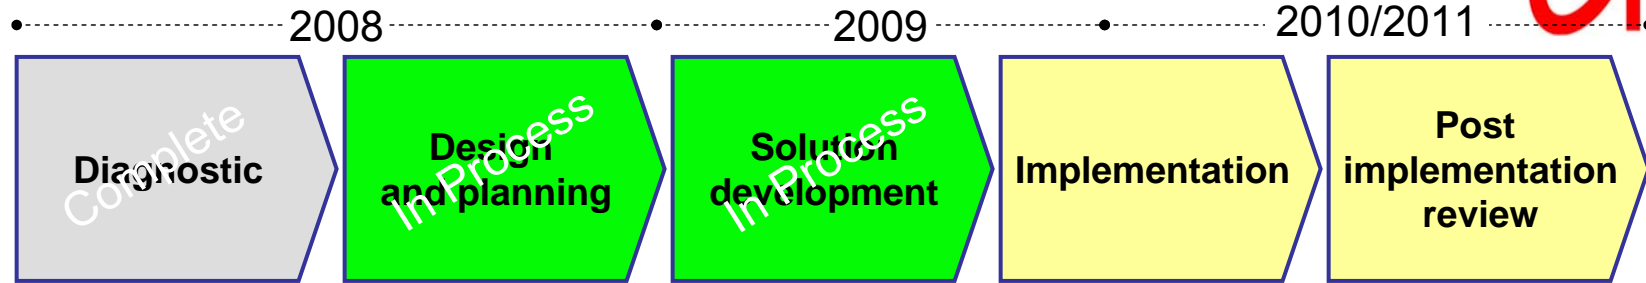 2008
2009
2010/2011
Diagnostic
Complete
Design
and planning
In Process
Solution
development
In Process
Implementation
Post
implementation
review